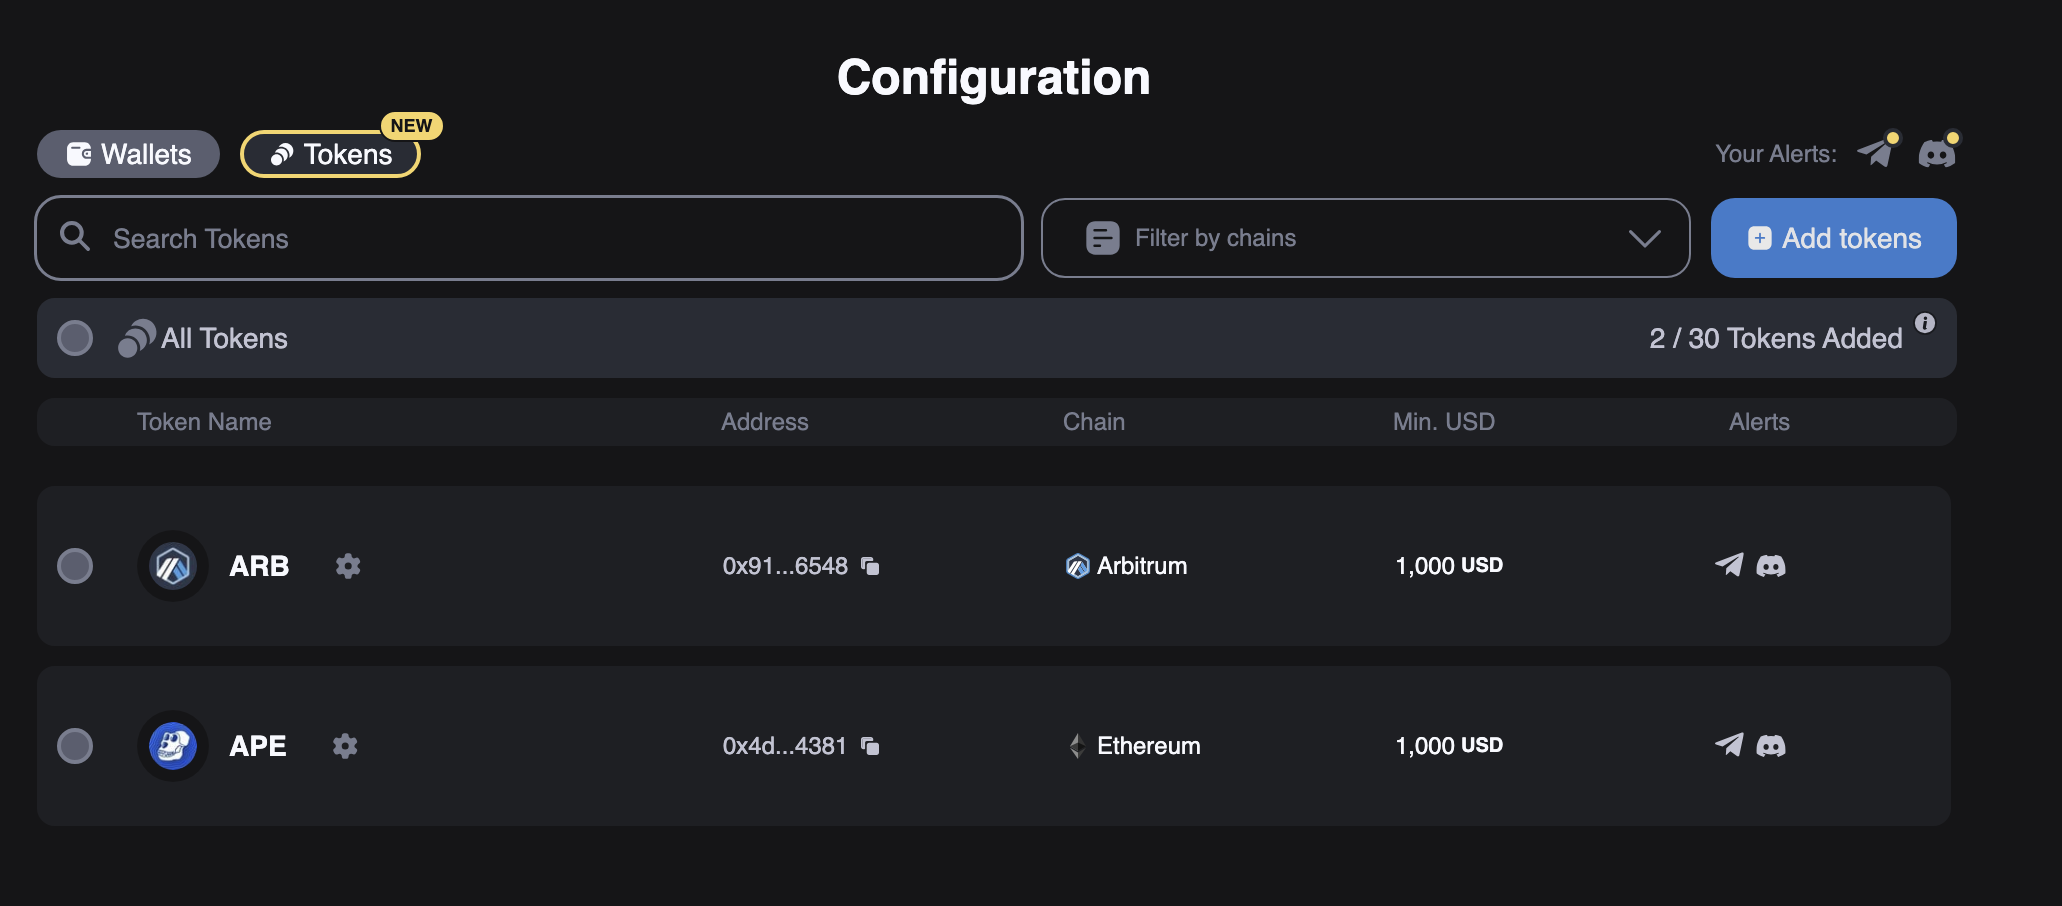 Configuration
Wallets
Tokens
NEW
Your Alerts:
Search Tokens
Filter by chains
Add tokens
All Tokens
2 / 30 Tokens Added
Token Name Address Chain Min. USD Alerts
ARB 0x91...6548 Arbitrum 1,000 USD
APE 0x4d...4381 Ethereum 1,000 USD